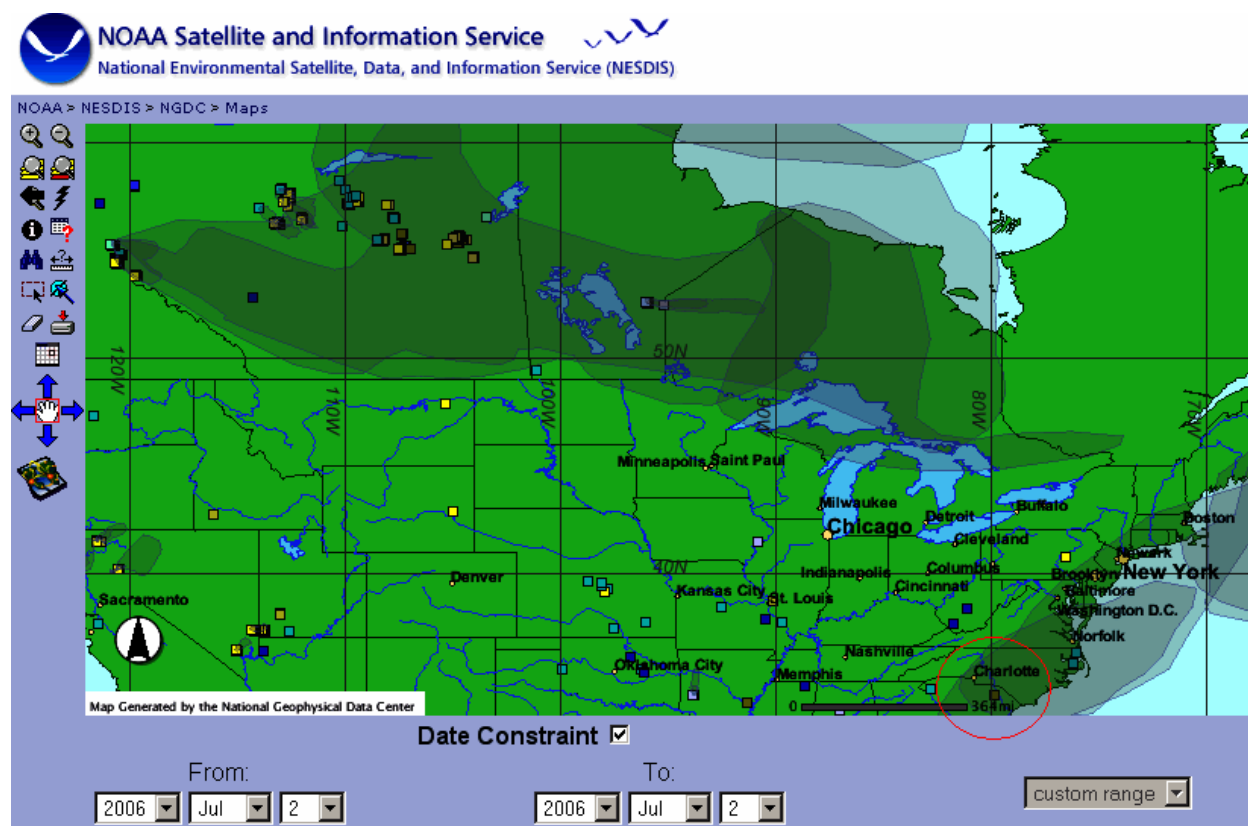 NOAA Satellite and Information Service
National Environmental Satellite, Data, and Information Service (NESDIS)
NOAA > NESDIS > NGDC > Maps
50N
120W
110W
100W
90W
80W
70W
Minneapolis Saint Paul
Milwaukee
Chicago
Detroit
Buffalo
Boston
Cleveland
Newark
40N
Denver
Indianapolis
Columbus
Brooklyn New York
Kansas City
St. Louis
Cincinnati
Baltimore
Sacramento
Washington D.C.
Norfolk
Nashville
Oklahoma City
Memphis
Charlotte
Map Generated by the National Geophysical Data Center
0 364mi
Date Constraint
From: To:
2006 Jul 2 2006 Jul 2 custom range